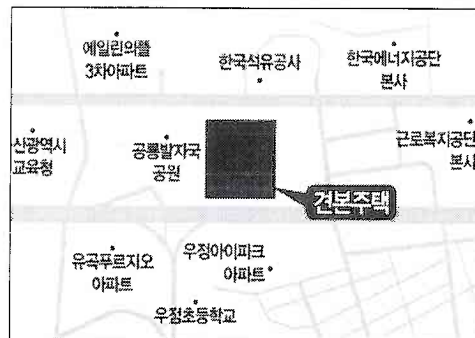 에일린의뜰
3차아파트
한국석유공사
한국에너지공단
본사
산광역시
교육청
공룡발자국
공원
근로복지공단
본사
견본주택
유곡푸르지오
아파트
우정아이파크
아파트
우정초등학교